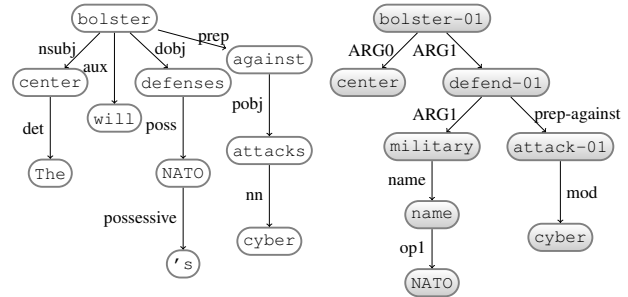 bolster
nsubj
aux
dobj
prep
center
will
defenses
against
det
poss
pobj
The
NATO
attacks
possessive
nn
's
cyber
bolster-01
ARG0
ARG1
center
defend-01
ARG1
prep-against
military
attack-01
name
mod
name
cyber
op1
NATO